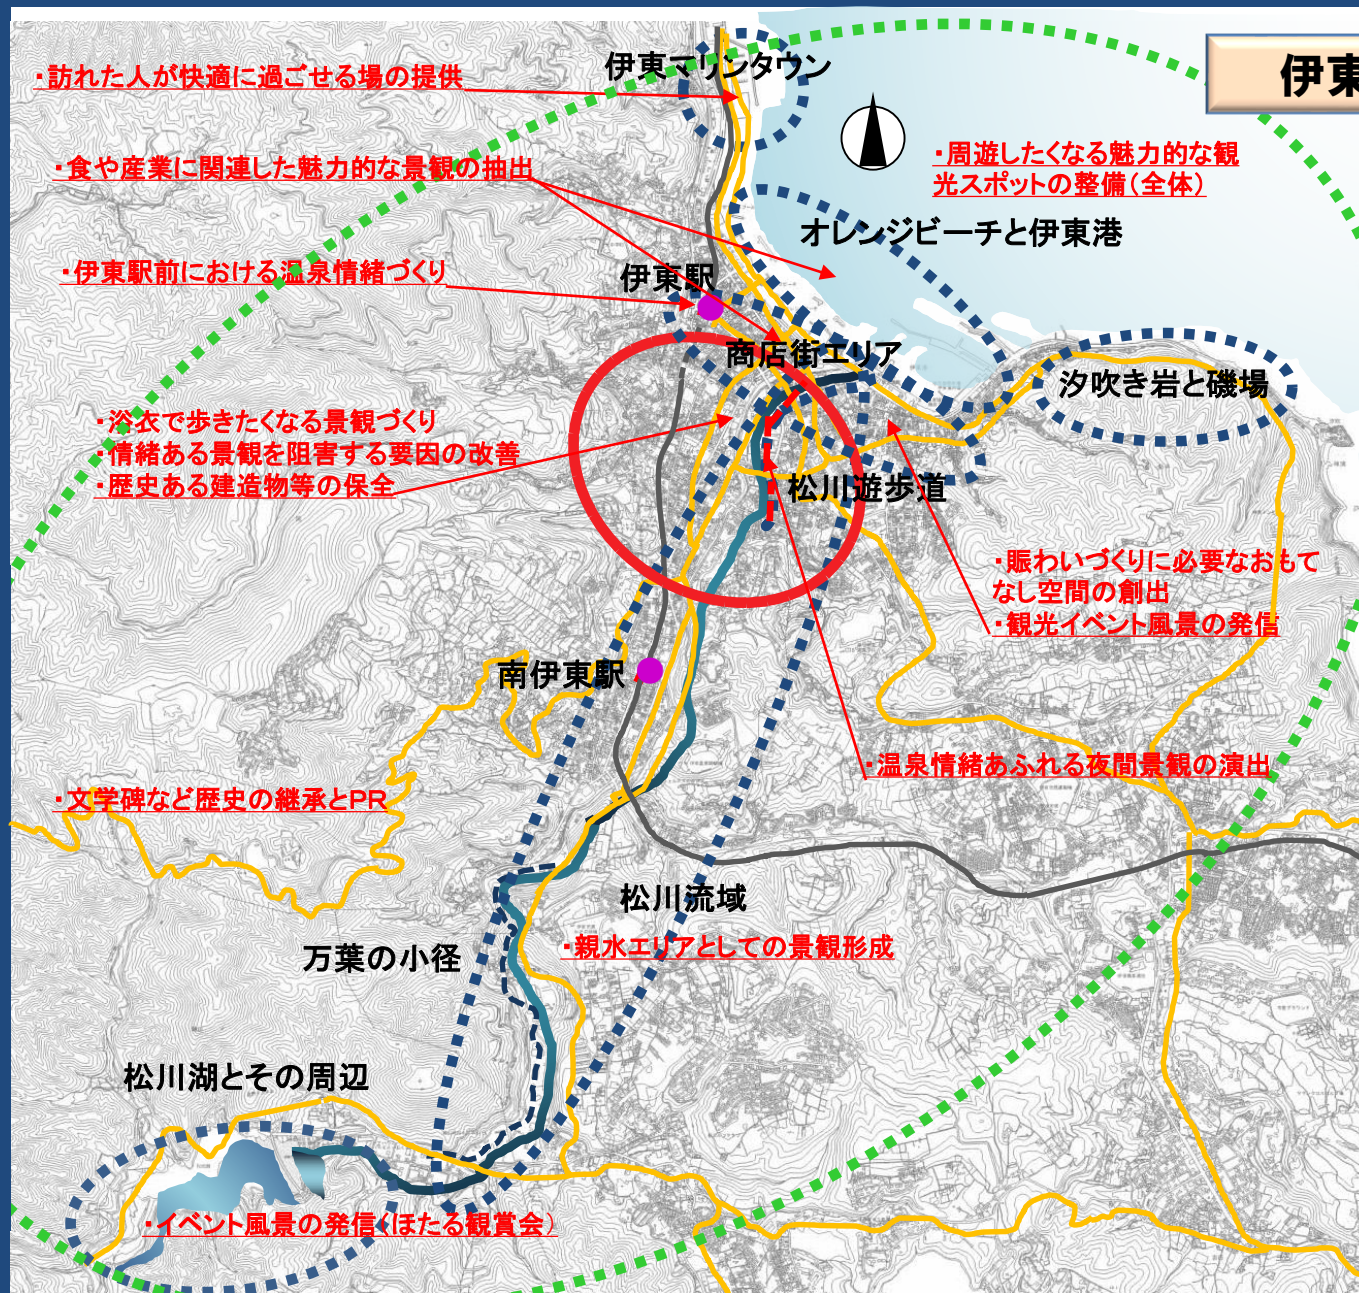 伊東マリンタウン
伊東
・訪れた人が快適に過ごせる場の提供
・食や産業に関連した魅力的な景観の抽出
・周遊したくなる魅力的な観
光スポットの整備（全体）
オレンジビーチと伊東港
・伊東駅前における温泉情緒づくり
伊東駅
商店街エリア
汐吹き岩と磯場
・浴衣で歩きたくなる景観づくり
・情緒ある景観を阻害する要因の改善
・歴史ある建造物等の保全
松川遊歩道
・賑わいづくりに必要なおもて
なし空間の創出
・観光イベント風景の発信
南伊東駅
・温泉情緒あふれる夜間景観の演出
・文学碑など歴史の継承とPR
松川流域
・親水エリアとしての景観形成
万葉の小径
松川湖とその周辺
・イベント風景の発信（ほたる観賞会）